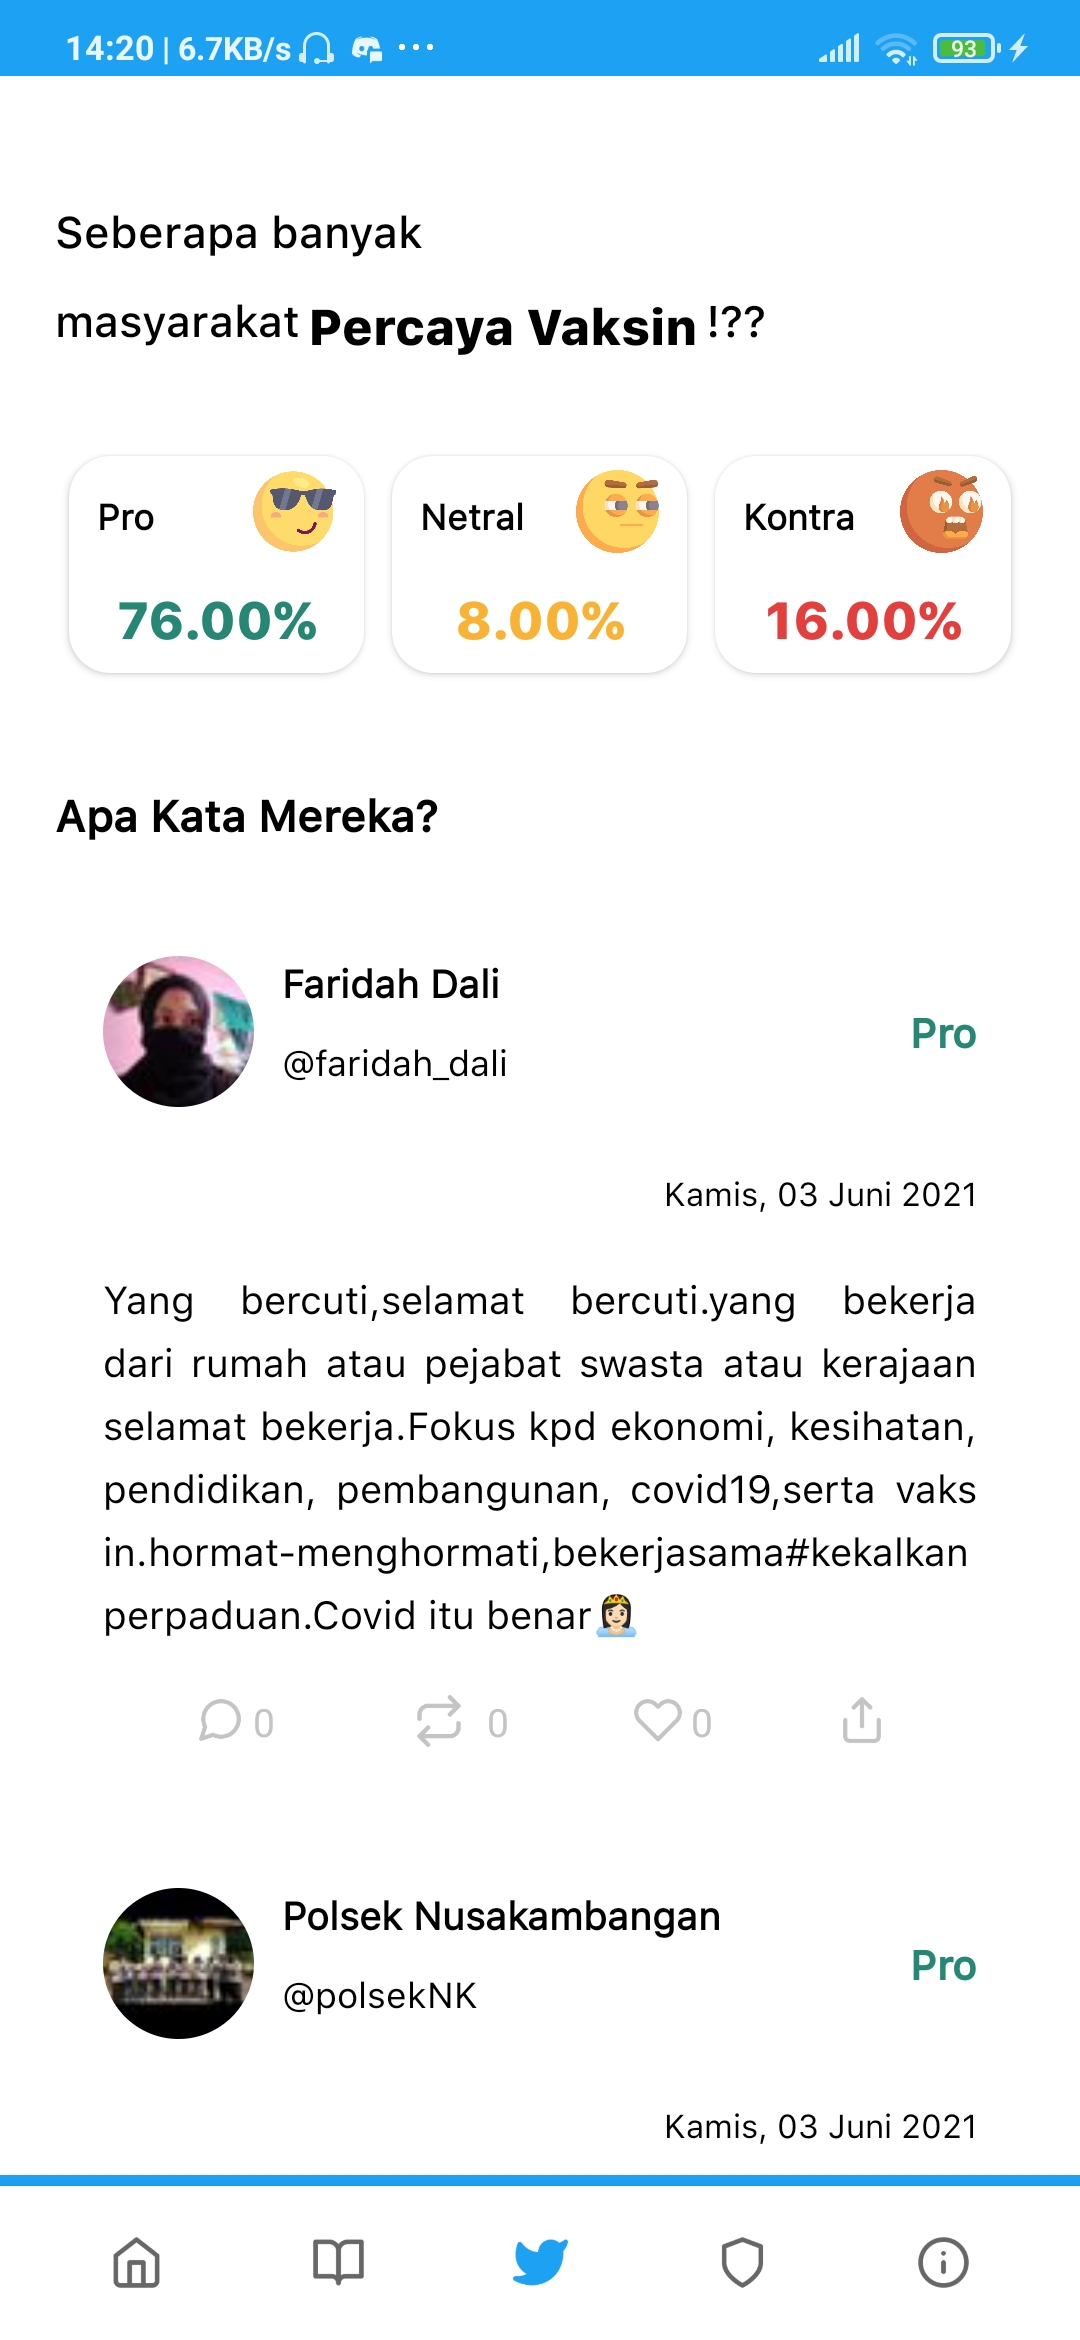 14:20 | 6.7KB/s
93
Seberapa banyak
masyarakat Percaya Vaksin !??
Pro
Netral
Kontra
76.00%
8.00%
16.00%
Apa Kata Mereka?
Faridah Dali
@faridah_dali
Pro
Kamis, 03 Juni 2021
Yang bercuti,selamat bercuti.yang bekerja
dari rumah atau pejabat swasta atau kerajaan
selamat bekerja.Fokus kpd ekonomi, kesihatan,
pendidikan, pembangunan, covid19,serta vaks
in.hormat-menghormati,bekerjasama#kekalkan
perpaduan.Covid itu benar👸🏻
0
0
0
Polsek Nusakambangan
@polsekNK
Pro
Kamis, 03 Juni 2021